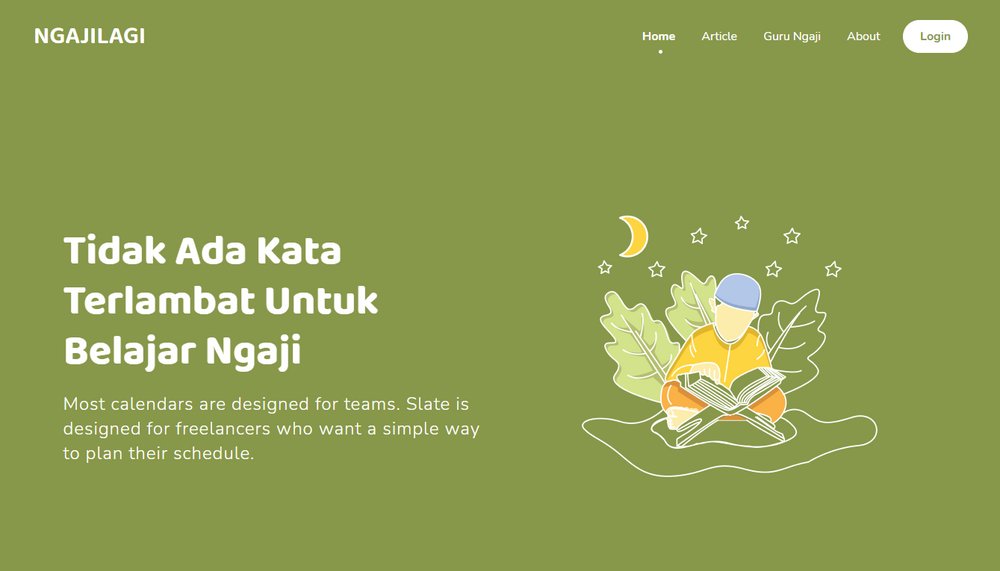 NGAJILAGI
Home Article Guru Ngaji About Login
Tidak Ada Kata
Terlambat Untuk
Belajar Ngaji
Most calendars are designed for teams. Slate is
designed for freelancers who want a simple way
to plan their schedule.